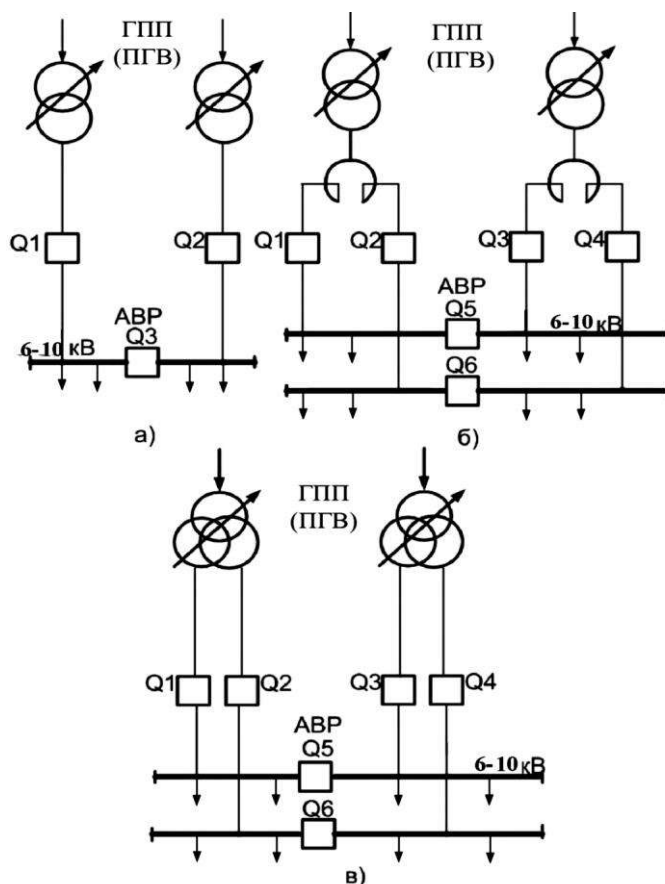 ГПП
(ПГВ)
Q1
Q2
АВР
Q3
6-10 кВ
а)
ГПП
(ПГВ)
Q1
Q2
Q3
Q4
АВР
Q5
6-10 кВ
Q6
б)
ГПП
(ПГВ)
Q1
Q2
Q3
Q4
АВР
Q5
6-10 кВ
Q6
в)